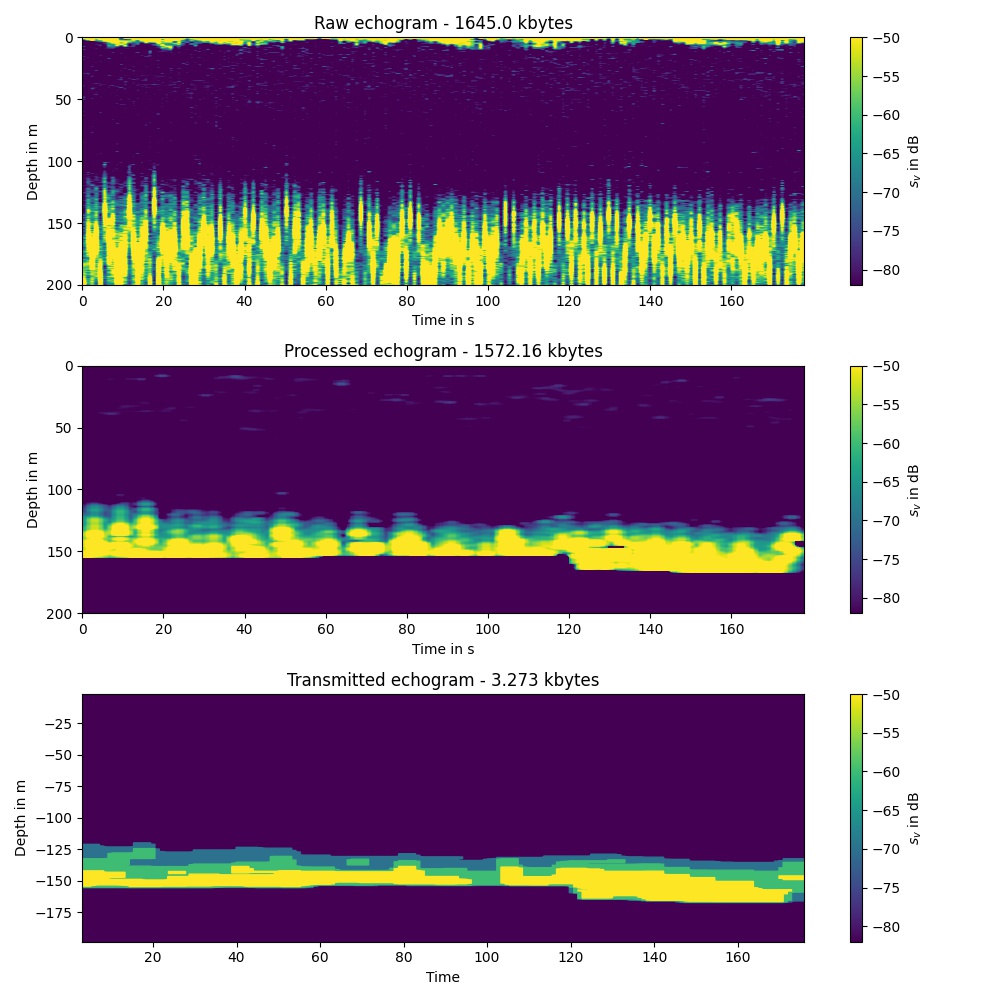 Raw echogram - 1645.0 kbytes
0
50
100
150
200
Depth in m
0 20 40 60 80 100 120 140 160
Time in s
−50
−55
−60
−65
−70
−75
−80
sv in dB
Processed echogram - 1572.16 kbytes
0
50
100
150
200
Depth in m
0 20 40 60 80 100 120 140 160
Time in s
−50
−55
−60
−65
−70
−75
−80
sv in dB
Transmitted echogram - 3.273 kbytes
−25
−50
−75
−100
−125
−150
−175
Depth in m
20 40 60 80 100 120 140 160
Time
−50
−55
−60
−65
−70
−75
−80
sv in dB